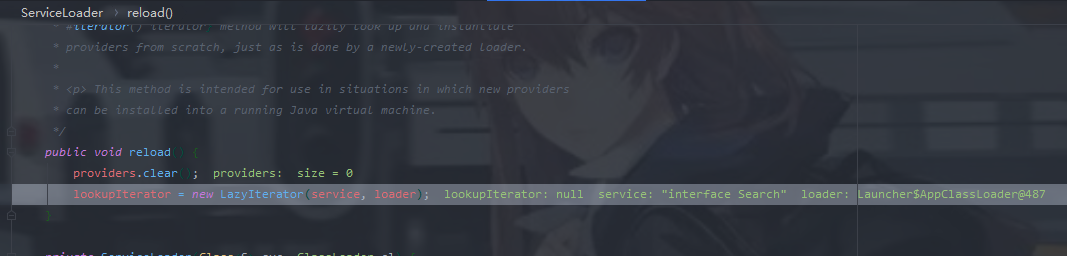 ServiceLoader > reload()
* #iterator() iterator} method will lazily look up and instantiate
* providers from scratch, just as is done by a newly-created loader.
*
* <p> This method is intended for use in situations in which new providers
* can be installed into a running Java virtual machine.
*/
public void reload() {
providers.clear(); providers: size = 0
lookupIterator = new LazyIterator(service, loader); lookupIterator: null service: "interface Search" loader: Launcher$AppClassLoader@487
}
private ServiceLoader Class S svc ClassLoader cl